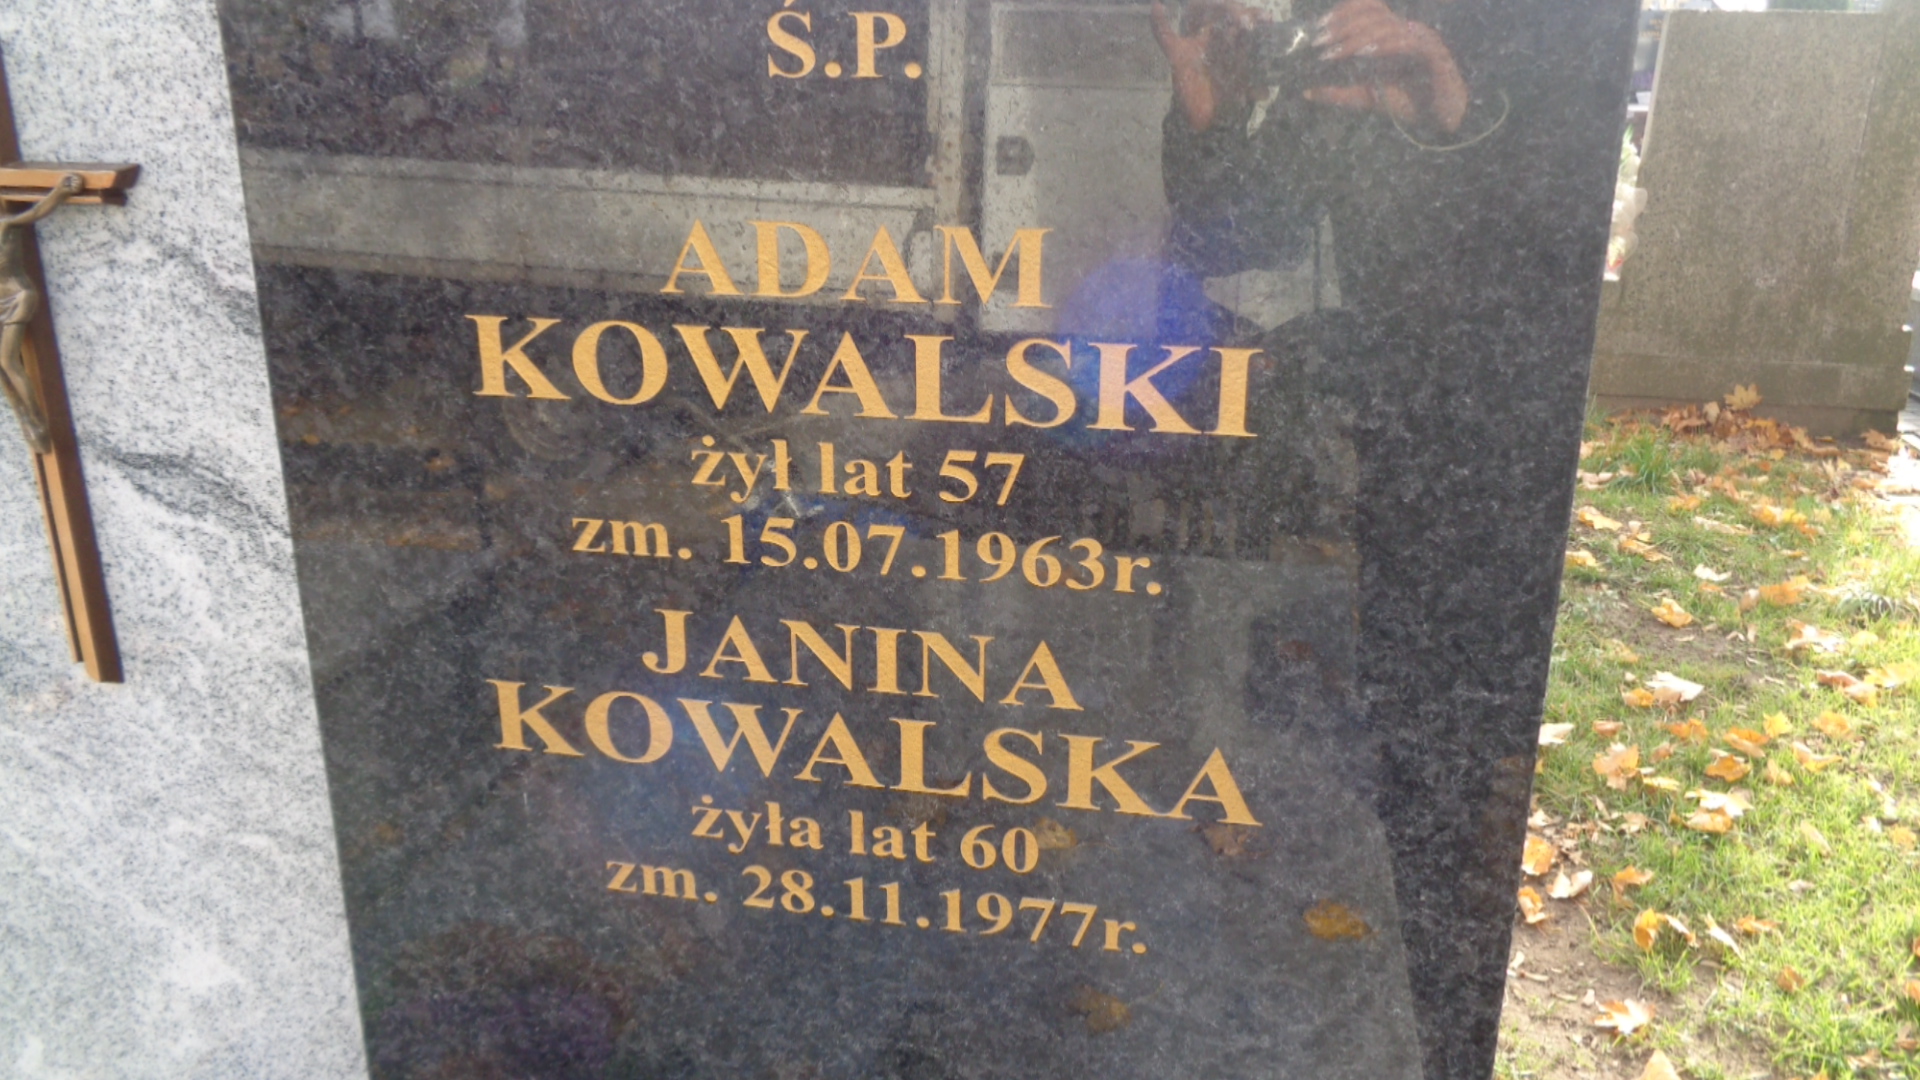 Ś.P.
ADAM
KOWALSKI
żył lat 57
zm. 15.07.1963r.
JANINA
KOWALSKA
żyła lat 60
zm. 28.11.1977r.